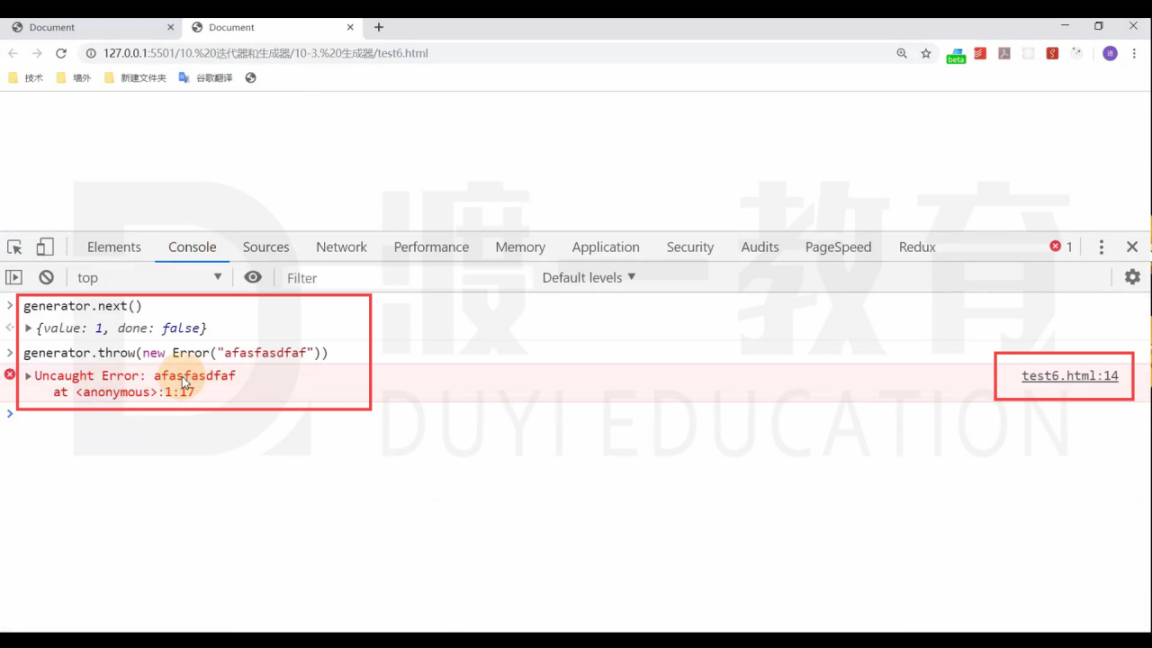 Document
Document
127.0.0.1:5501/10.%20迭代器和生成器/10-3.%20生成器/test6.html
beta
技术
墙外
新建文件夹
谷歌翻译
渡一教育
Elements Console Sources Network Performance Memory Application Security Audits PageSpeed Redux 1
top Filter Default levels
generator.next()
{value: 1, done: false}
generator.throw(new Error("afasfasdfaf"))
Uncaught Error: afasfasdfaf test6.html:14
at <anonymous>:1:17
DUYI EDUCATION